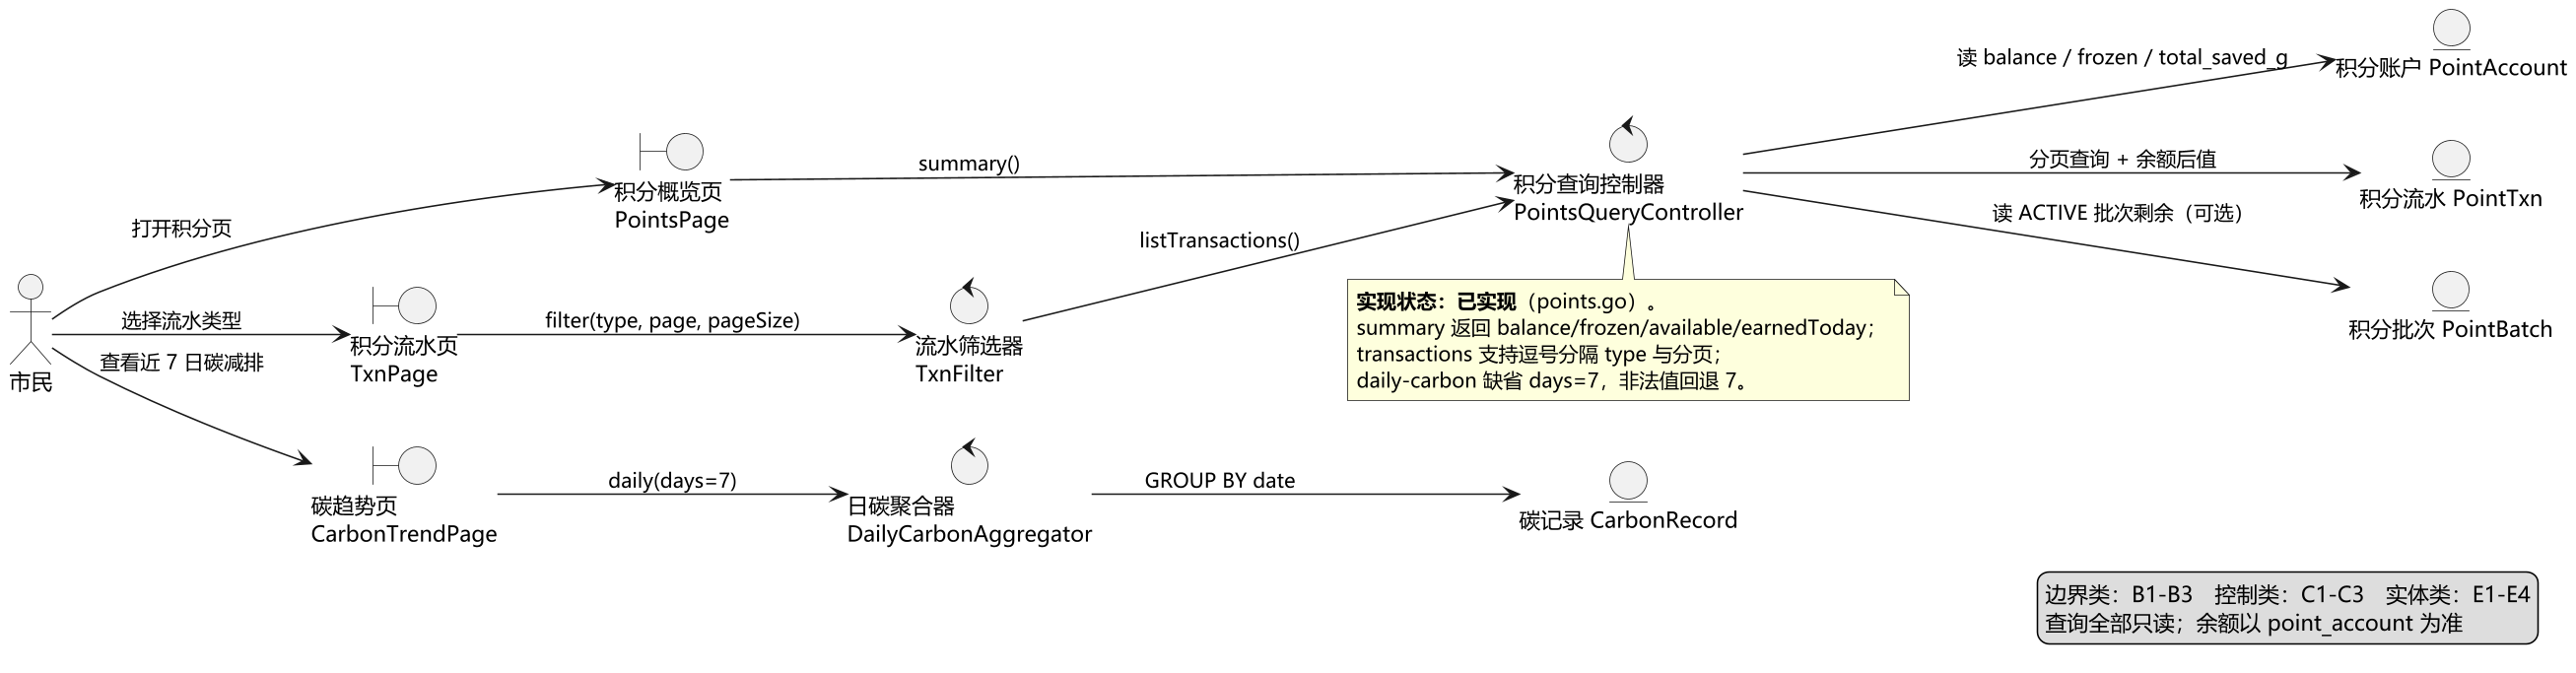 读 balance / frozen / total_saved_g
积分账户 PointAccount
summary()
积分概览页
PointsPage
积分查询控制器
PointsQueryController
分页查询 + 余额后值
积分流水 PointTxn
打开积分页
listTransactions()
读 ACTIVE 批次剩余（可选）
积分批次 PointBatch
市民
选择流水类型
积分流水页
TxnPage
filter(type, page, pageSize)
流水筛选器
TxnFilter
实现状态：已实现（points.go）。
summary 返回 balance/frozen/available/earnedToday；
transactions 支持逗号分隔 type 与分页；
daily-carbon 缺省 days=7，非法值回退 7。
查看近 7 日碳减排
碳趋势页
CarbonTrendPage
daily(days=7)
日碳聚合器
DailyCarbonAggregator
GROUP BY date
碳记录 CarbonRecord
边界类：B1-B3　控制类：C1-C3　实体类：E1-E4
查询全部只读；余额以 point_account 为准